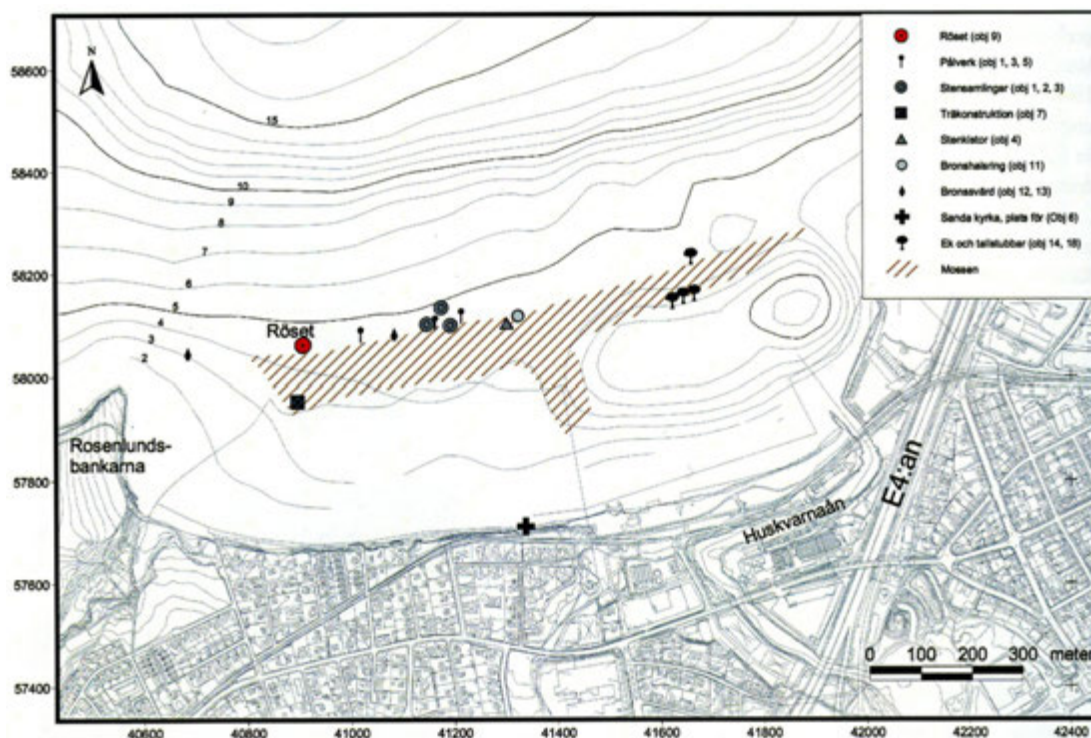 N
58600
58400
58200
58000
57800
57600
57400
40600
40800
41000
41200
41400
41600
41800
42000
42200
42400
15
10
9
8
7
6
5
4
3
2
Röset
Rosenlunds-
bankarna
Huskvarnaån
E4:an
0 100 200 300 meter
Röset (obj 9)
Pålverk (obj 1, 3, 5)
Stensamlingar (obj 1, 2, 3)
Träkonstruktion (obj 7)
Stenkistor (obj 4)
Bronshalsring (obj 11)
Bronssvärd (obj 12, 13)
Sanda kyrka, plats för (Obj 6)
Ek och tallstubbar (obj 14, 18)
Mossen